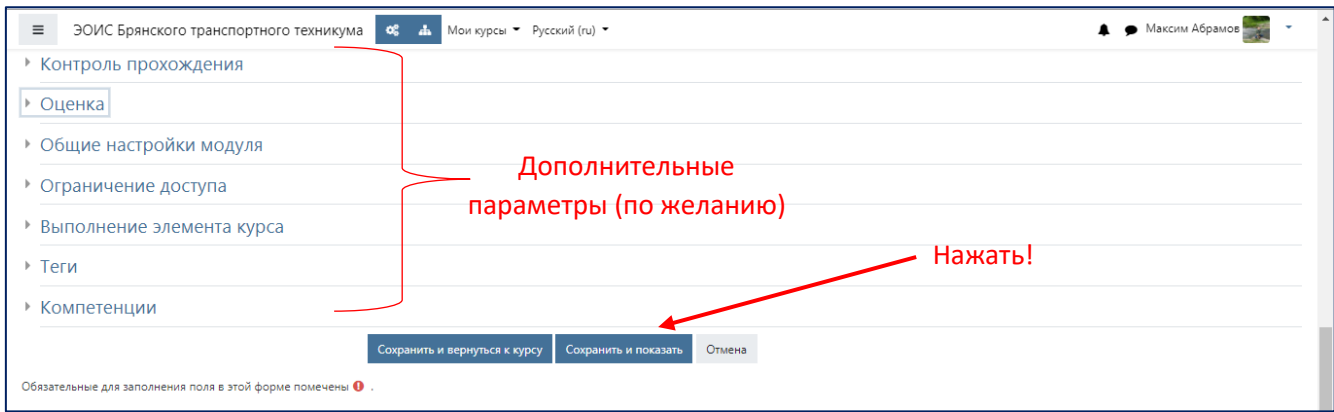 ЭОИС Брянского транспортного техникума Мои курсы Русский (ru) Максим Абрамов
Контроль прохождения
Оценка
Общие настройки модуля
Ограничение доступа
Выполнение элемента курса
Теги
Компетенции
Дополнительные
параметры (по желанию)
Нажать!
Сохранить и вернуться к курсу Сохранить и показать Отмена
Обязательные для заполнения поля в этой форме помечены .